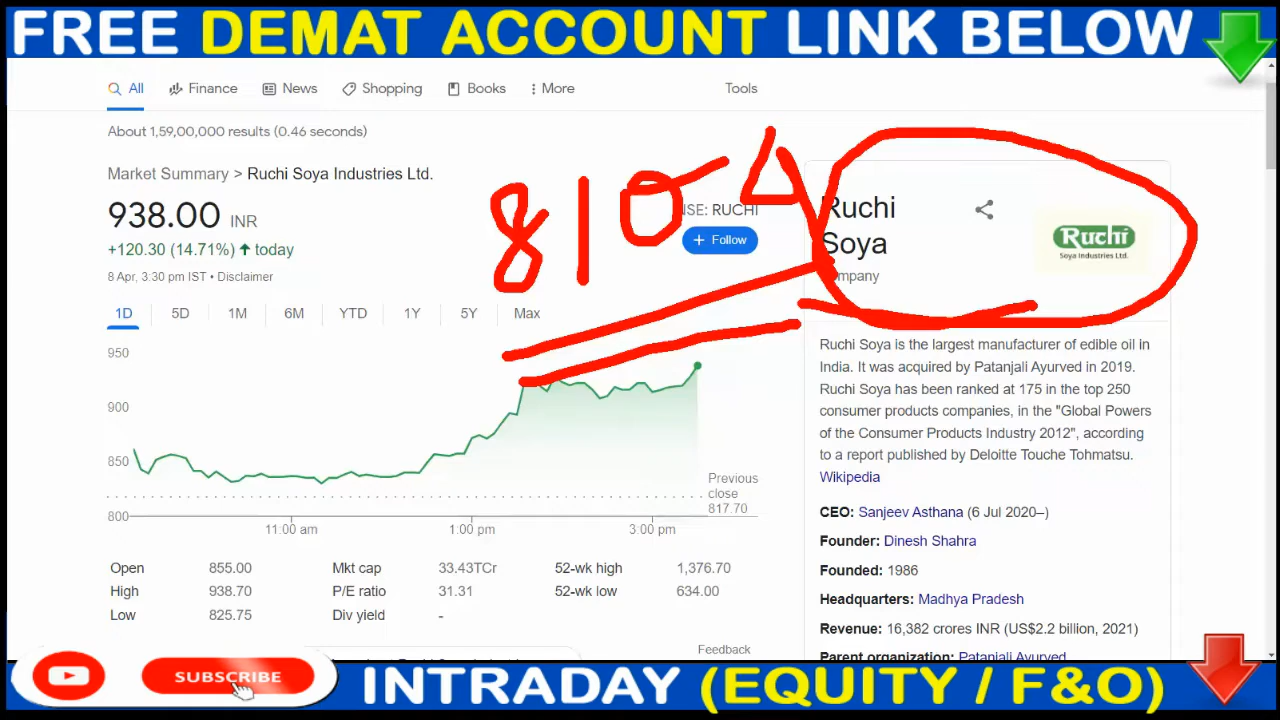 FREE DEMAT ACCOUNT LINK BELOW
All Finance News Shopping Books More Tools
About 1,59,00,000 results (0.46 seconds)
Market Summary > Ruchi Soya Industries Ltd.
938.00 INR
+120.30 (14.71%) today
8 Apr, 3:30 pm IST • Disclaimer
NSE: RUCHI
+ Follow
810
1D 5D 1M 6M YTD 1Y 5Y Max
950
900
850
800
Previous
close
817.70
11:00 am 1:00 pm 3:00 pm
Open 855.00 Mkt cap 33.43TCr 52-wk high 1,376.70
High 938.70 P/E ratio 31.31 52-wk low 634.00
Low 825.75 Div yield -
Feedback
Ruchi
Soya
Company
Ruchi
Soya Industries Ltd.
Ruchi Soya is the largest manufacturer of edible oil in
India. It was acquired by Patanjali Ayurved in 2019.
Ruchi Soya has been ranked at 175 in the top 250
consumer products companies, in the "Global Powers
of the Consumer Products Industry 2012", according
to a report published by Deloitte Touche Tohmatsu.
Wikipedia
CEO: Sanjeev Asthana (6 Jul 2020–)
Founder: Dinesh Shahra
Founded: 1986
Headquarters: Madhya Pradesh
Revenue: 16,382 crores INR (US$2.2 billion, 2021)
Parent organization: Patanjali Ayurved
SUBSCRIBE
INTRADAY (EQUITY / F&O)